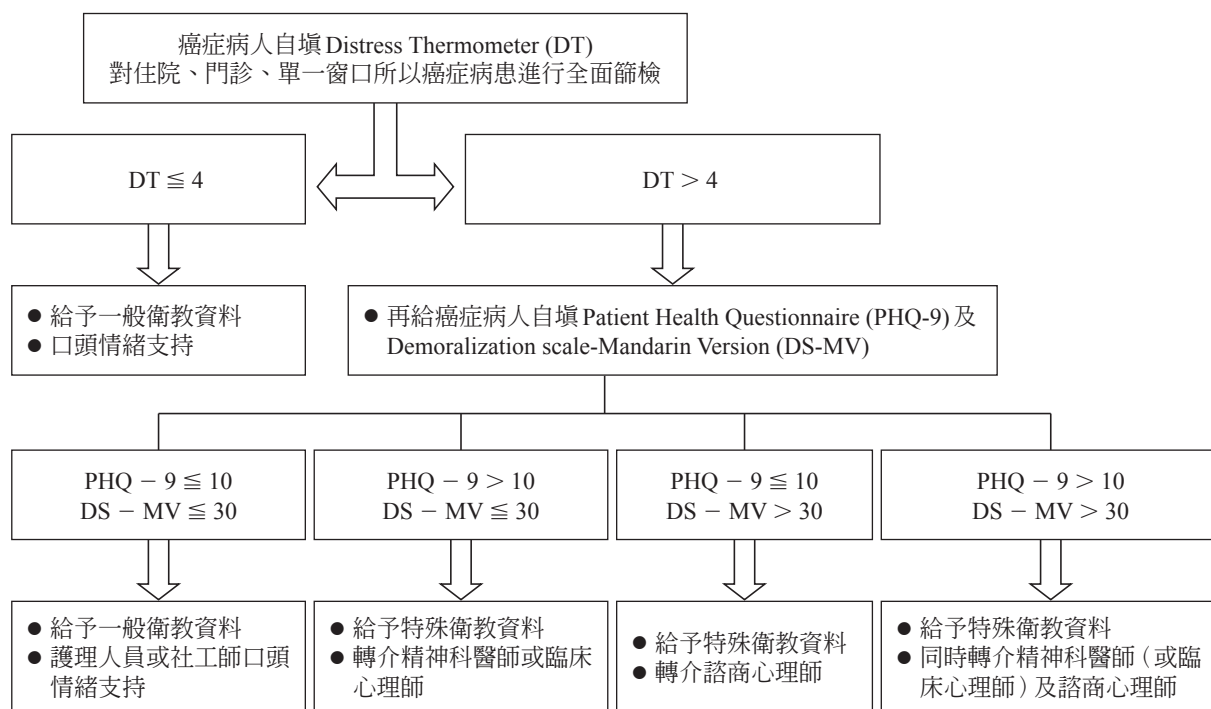 癌症病人自填 Distress Thermometer (DT)
對住院、門診、單一窗口所以癌症病患進行全面篩檢
DT ≦ 4
DT > 4
● 給予一般衛教資料
● 口頭情緒支持
● 再給癌症病人自填 Patient Health Questionnaire (PHQ-9) 及
Demoralization scale-Mandarin Version (DS-MV)
PHQ − 9 ≦ 10
DS − MV ≦ 30
PHQ − 9 > 10
DS − MV ≦ 30
PHQ − 9 ≦ 10
DS − MV > 30
PHQ − 9 > 10
DS − MV > 30
● 給予一般衛教資料
● 護理人員或社工師口頭
情緒支持
● 給予特殊衛教資料
● 轉介精神科醫師或臨床
心理師
● 給予特殊衛教資料
● 轉介諮商心理師
● 給予特殊衛教資料
● 同時轉介精神科醫師（或臨
床心理師）及諮商心理師